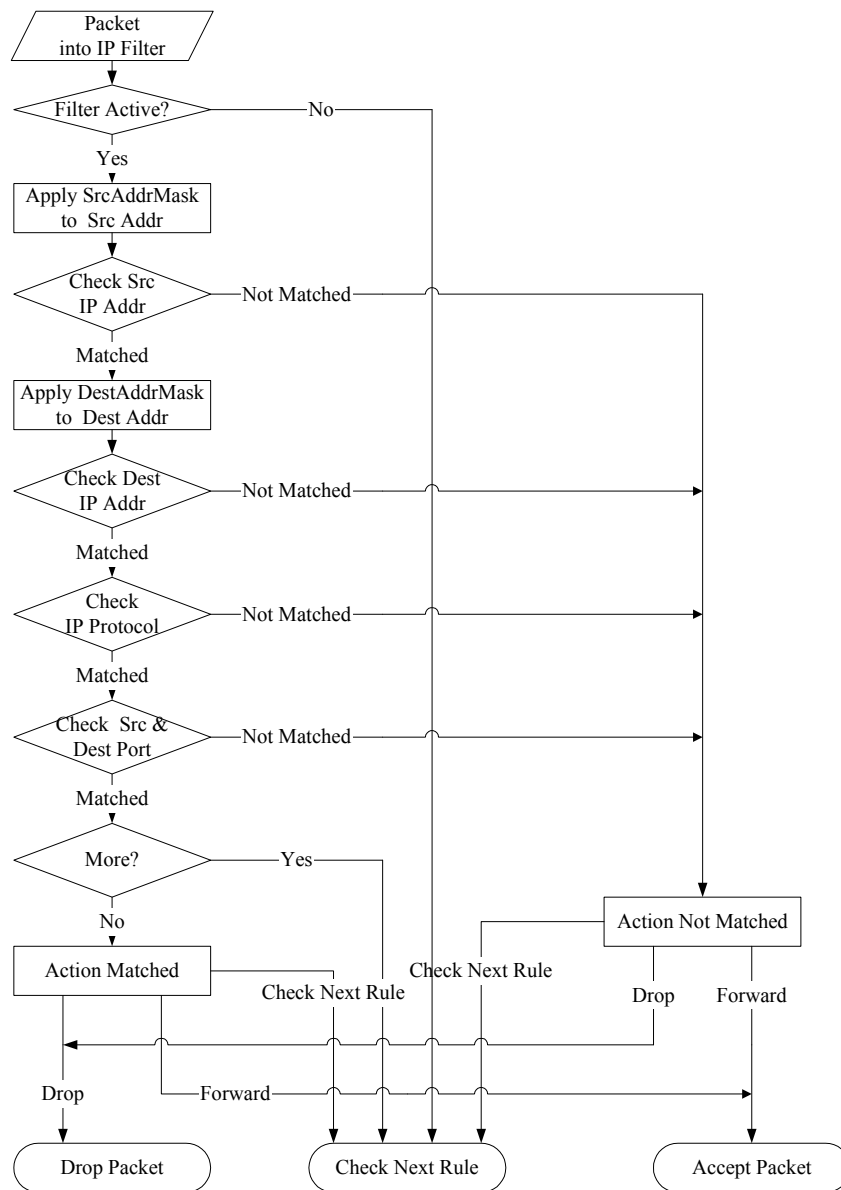 Packet
into IP Filter
Filter Active?
No
Yes
Apply SrcAddrMask
to Src Addr
Check Src
IP Addr
Not Matched
Matched
Apply DestAddrMask
to Dest Addr
Check Dest
IP Addr
Not Matched
Matched
Check
IP Protocol
Not Matched
Matched
Check Src &
Dest Port
Not Matched
Matched
More?
Yes
No
Action Not Matched
Action Matched
Check Next Rule
Check Next Rule
Drop
Forward
Drop
Forward
Drop Packet
Check Next Rule
Accept Packet